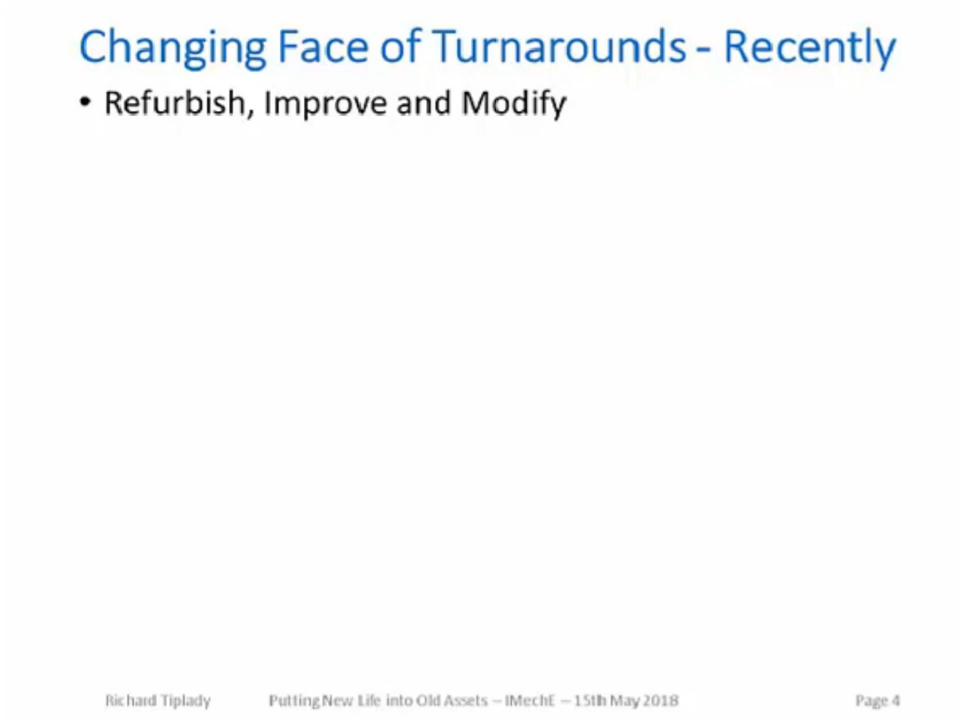 Changing Face of Turnarounds - Recently
• Refurbish, Improve and Modify
Richard Tiplady Putting New Life into Old Assets – IMechE – 15th May 2018 Page 4